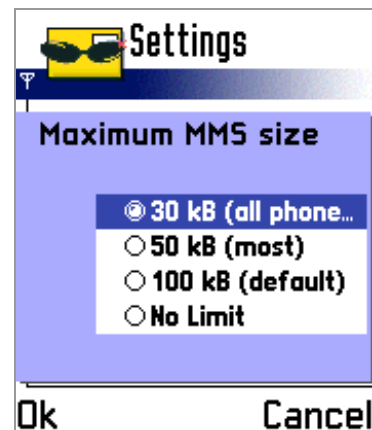 Settings
Maximum MMS size
30 kB (all phone...
50 kB (most)
100 kB (default)
No Limit
Ok Cancel